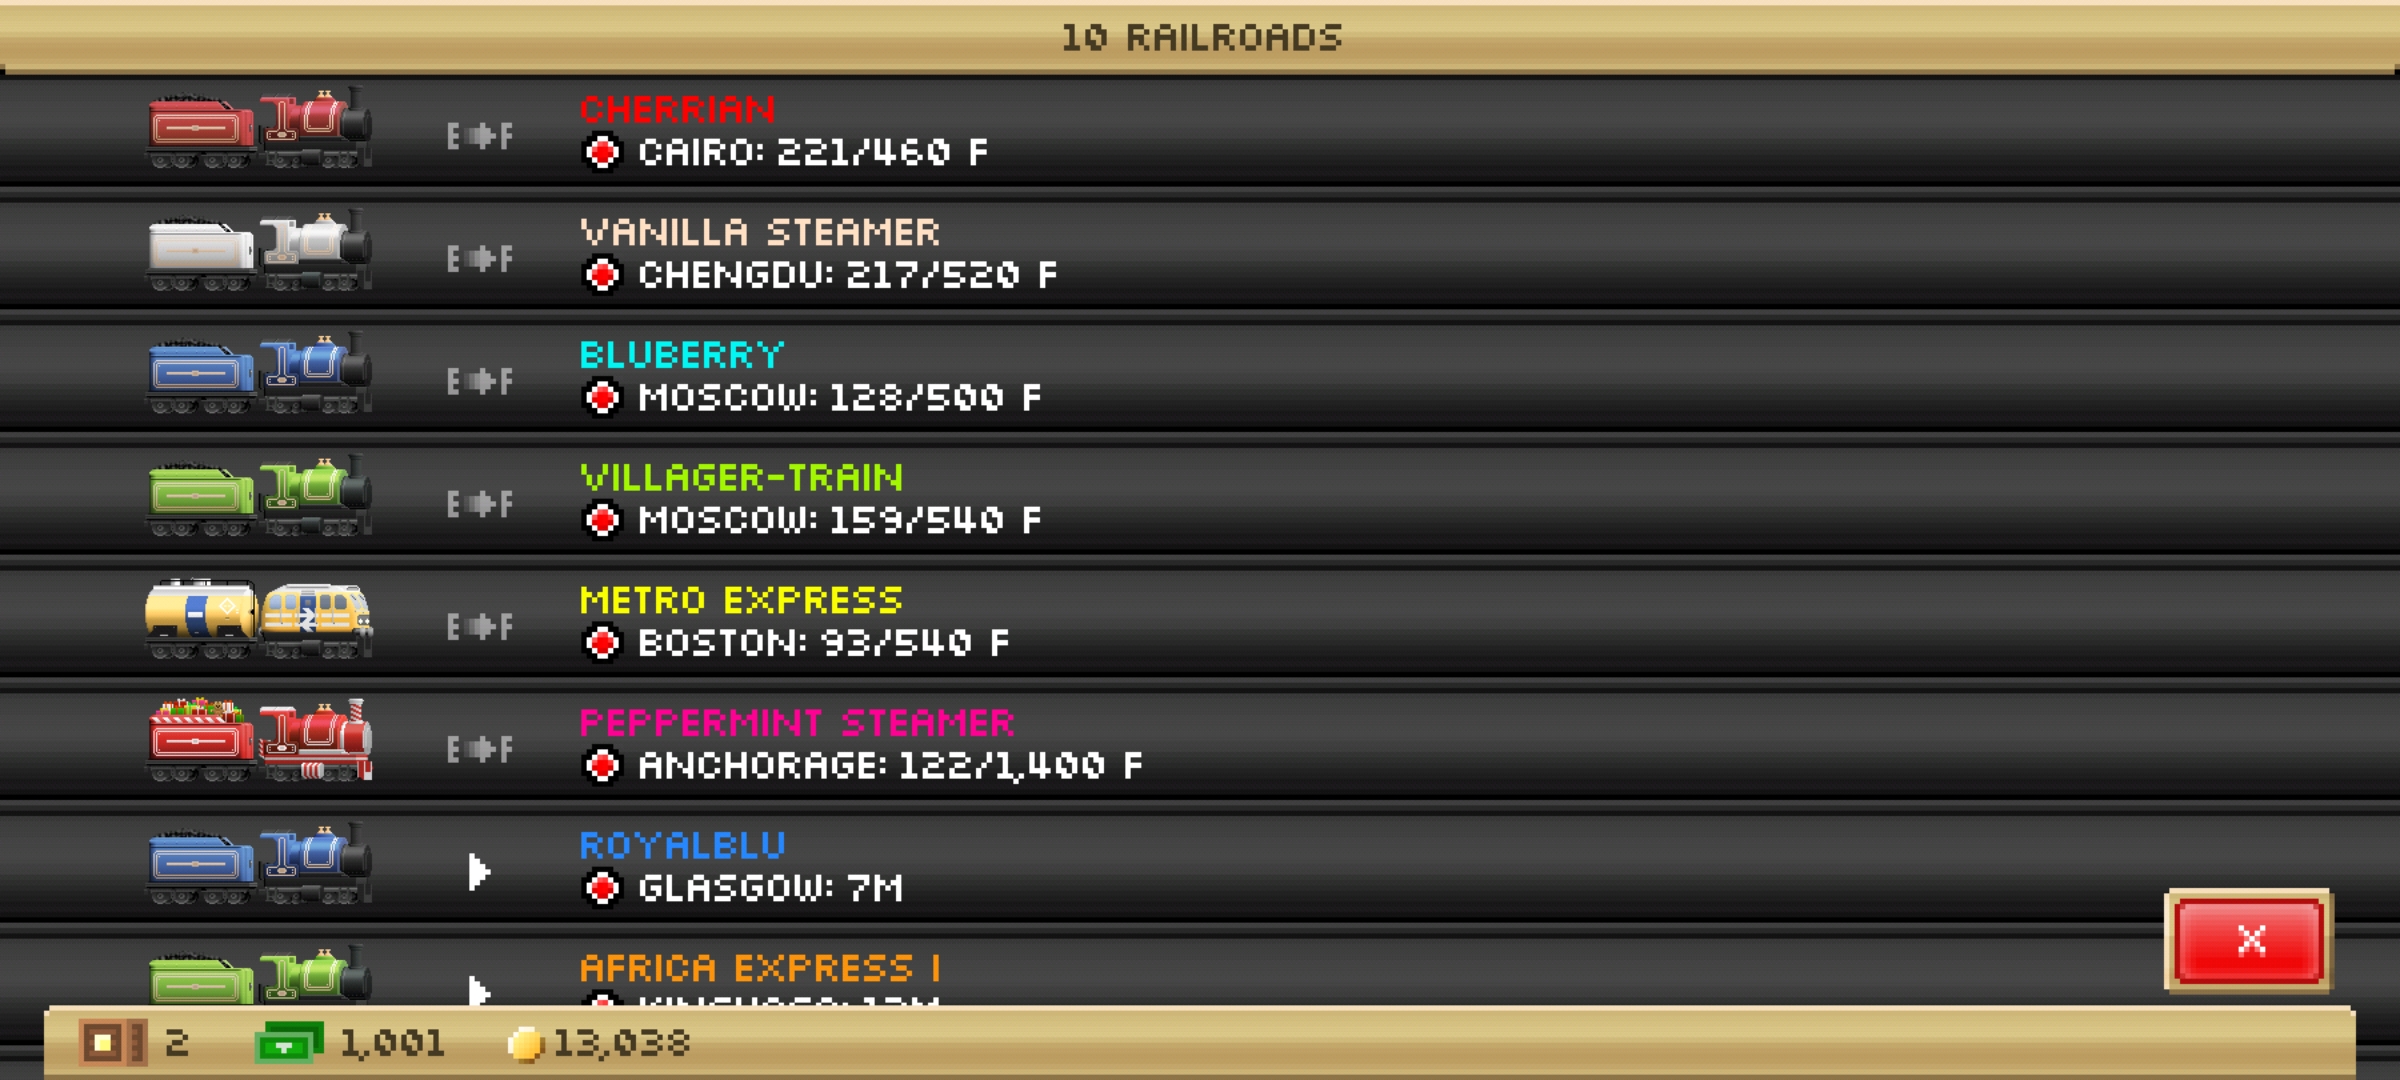 10 RAILROADS
E F
CHERRIAN
CAIRO: 221/460 F
E F
VANILLA STEAMER
CHENGDU: 217/520 F
E F
BLUBERRY
MOSCOW: 128/500 F
E F
VILLAGER-TRAIN
MOSCOW: 159/540 F
E F
METRO EXPRESS
BOSTON: 93/540 F
E F
PEPPERMINT STEAMER
ANCHORAGE: 122/1,400 F
ROYALBLU
GLASGOW: 7M
AFRICA EXPRESS I
X
2 1,001 13,038